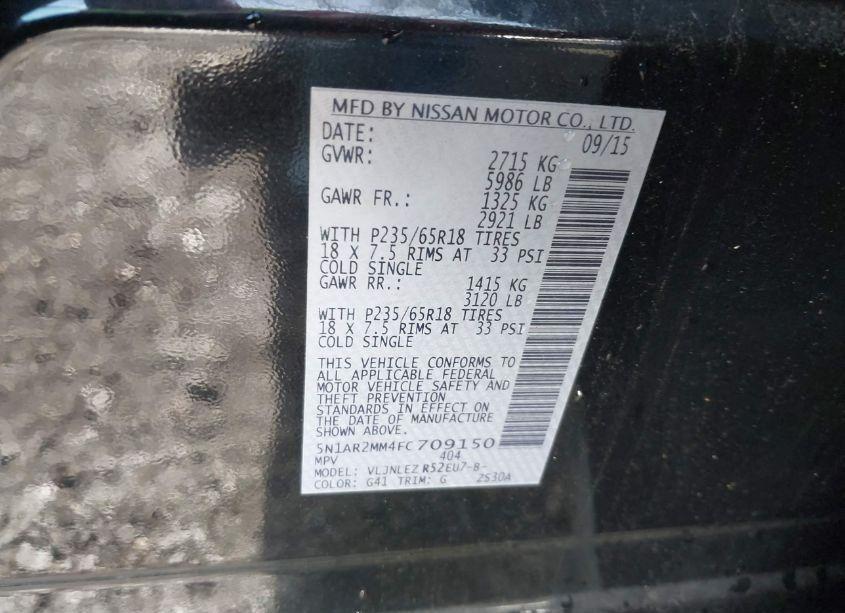 MFD BY NISSAN MOTOR CO., LTD.
DATE: 09/15
GVWR: 2715 KG
5986 LB
GAWR FR.: 1325 KG
2921 LB
WITH P235/65R18 TIRES
18 X 7.5 RIMS AT 33 PSI
COLD SINGLE
GAWR RR.: 1415 KG
3120 LB
WITH P235/65R18 TIRES
18 X 7.5 RIMS AT 33 PSI
COLD SINGLE
THIS VEHICLE CONFORMS TO
ALL APPLICABLE FEDERAL
MOTOR VEHICLE SAFETY AND
THEFT PREVENTION
STANDARDS IN EFFECT ON
THE DATE OF MANUFACTURE
SHOWN ABOVE.
5N1AR2MM4FC709150
MPV 404
MODEL: VLJNLEZ R52EU7-B-
COLOR: G41 TRIM: G 2S30A